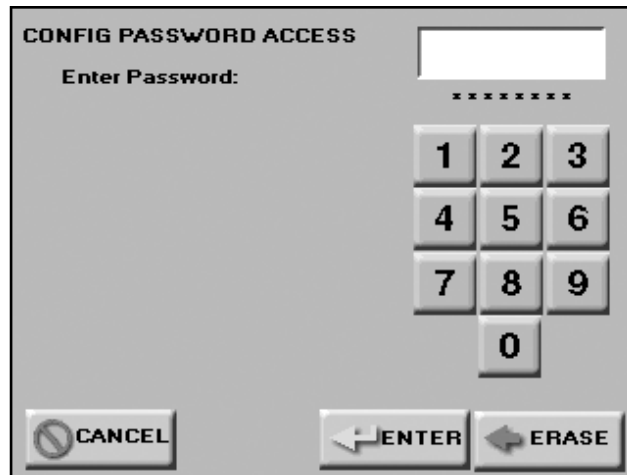 CONFIG PASSWORD ACCESS
Enter Password:
********
1 2 3
4 5 6
7 8 9
0
CANCEL ENTER ERASE